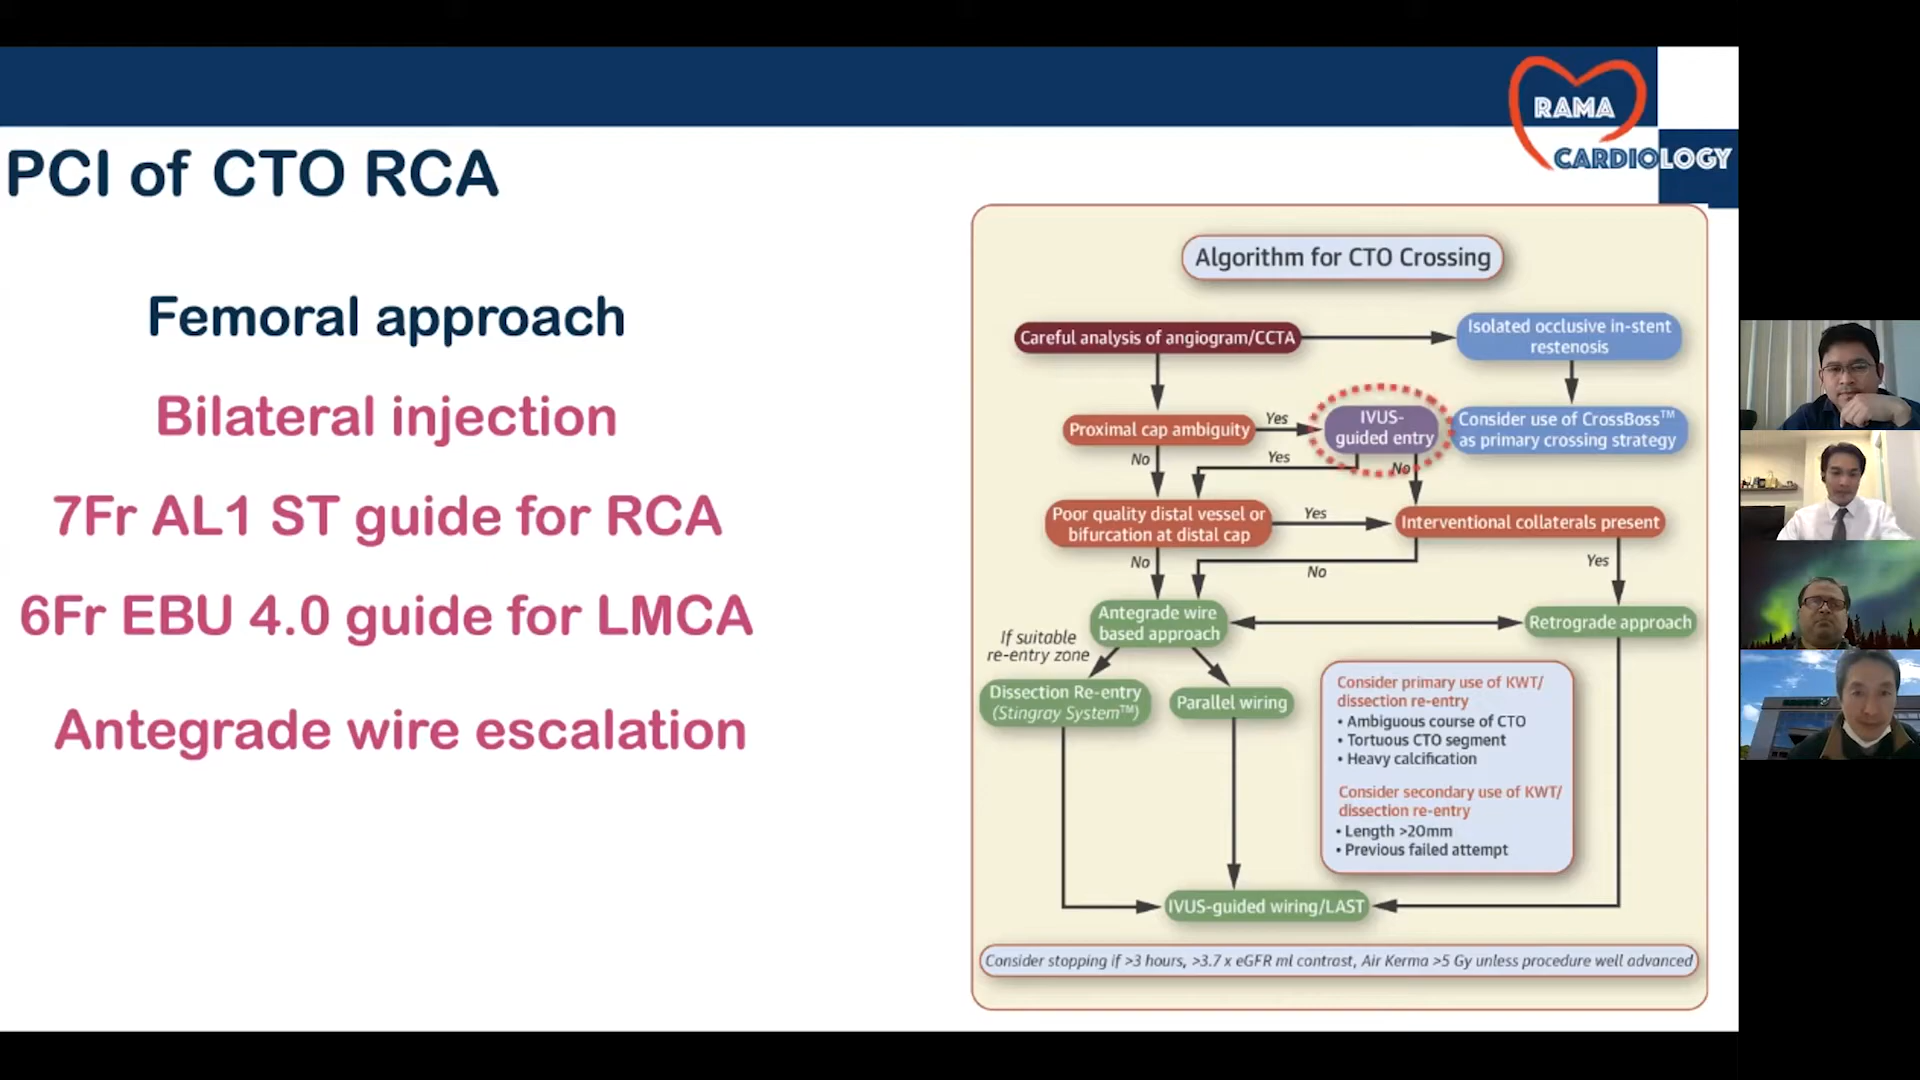 RAMA
CARDIOLOGY
PCI of CTO RCA
Femoral approach
Bilateral injection
7Fr AL1 ST guide for RCA
6Fr EBU 4.0 guide for LMCA
Antegrade wire escalation
Algorithm for CTO Crossing
Careful analysis of angiogram/CCTA
Isolated occlusive in-stent
restenosis
Proximal cap ambiguity
Yes
IVUS-
guided entry
Consider use of CrossBoss™
as primary crossing strategy
No
Yes
No
Poor quality distal vessel or
bifurcation at distal cap
Yes
Interventional collaterals present
No
No
Yes
Antegrade wire
based approach
Retrograde approach
If suitable
re-entry zone
Dissection Re-entry
(Stingray System™)
Parallel wiring
Consider primary use of KWT/
dissection re-entry
• Ambiguous course of CTO
• Tortuous CTO segment
• Heavy calcification
Consider secondary use of KWT/
dissection re-entry
• Length >20mm
• Previous failed attempt
IVUS-guided wiring/LAST
Consider stopping if >3 hours, >3.7 x eGFR ml contrast, Air Kerma >5 Gy unless procedure well advanced